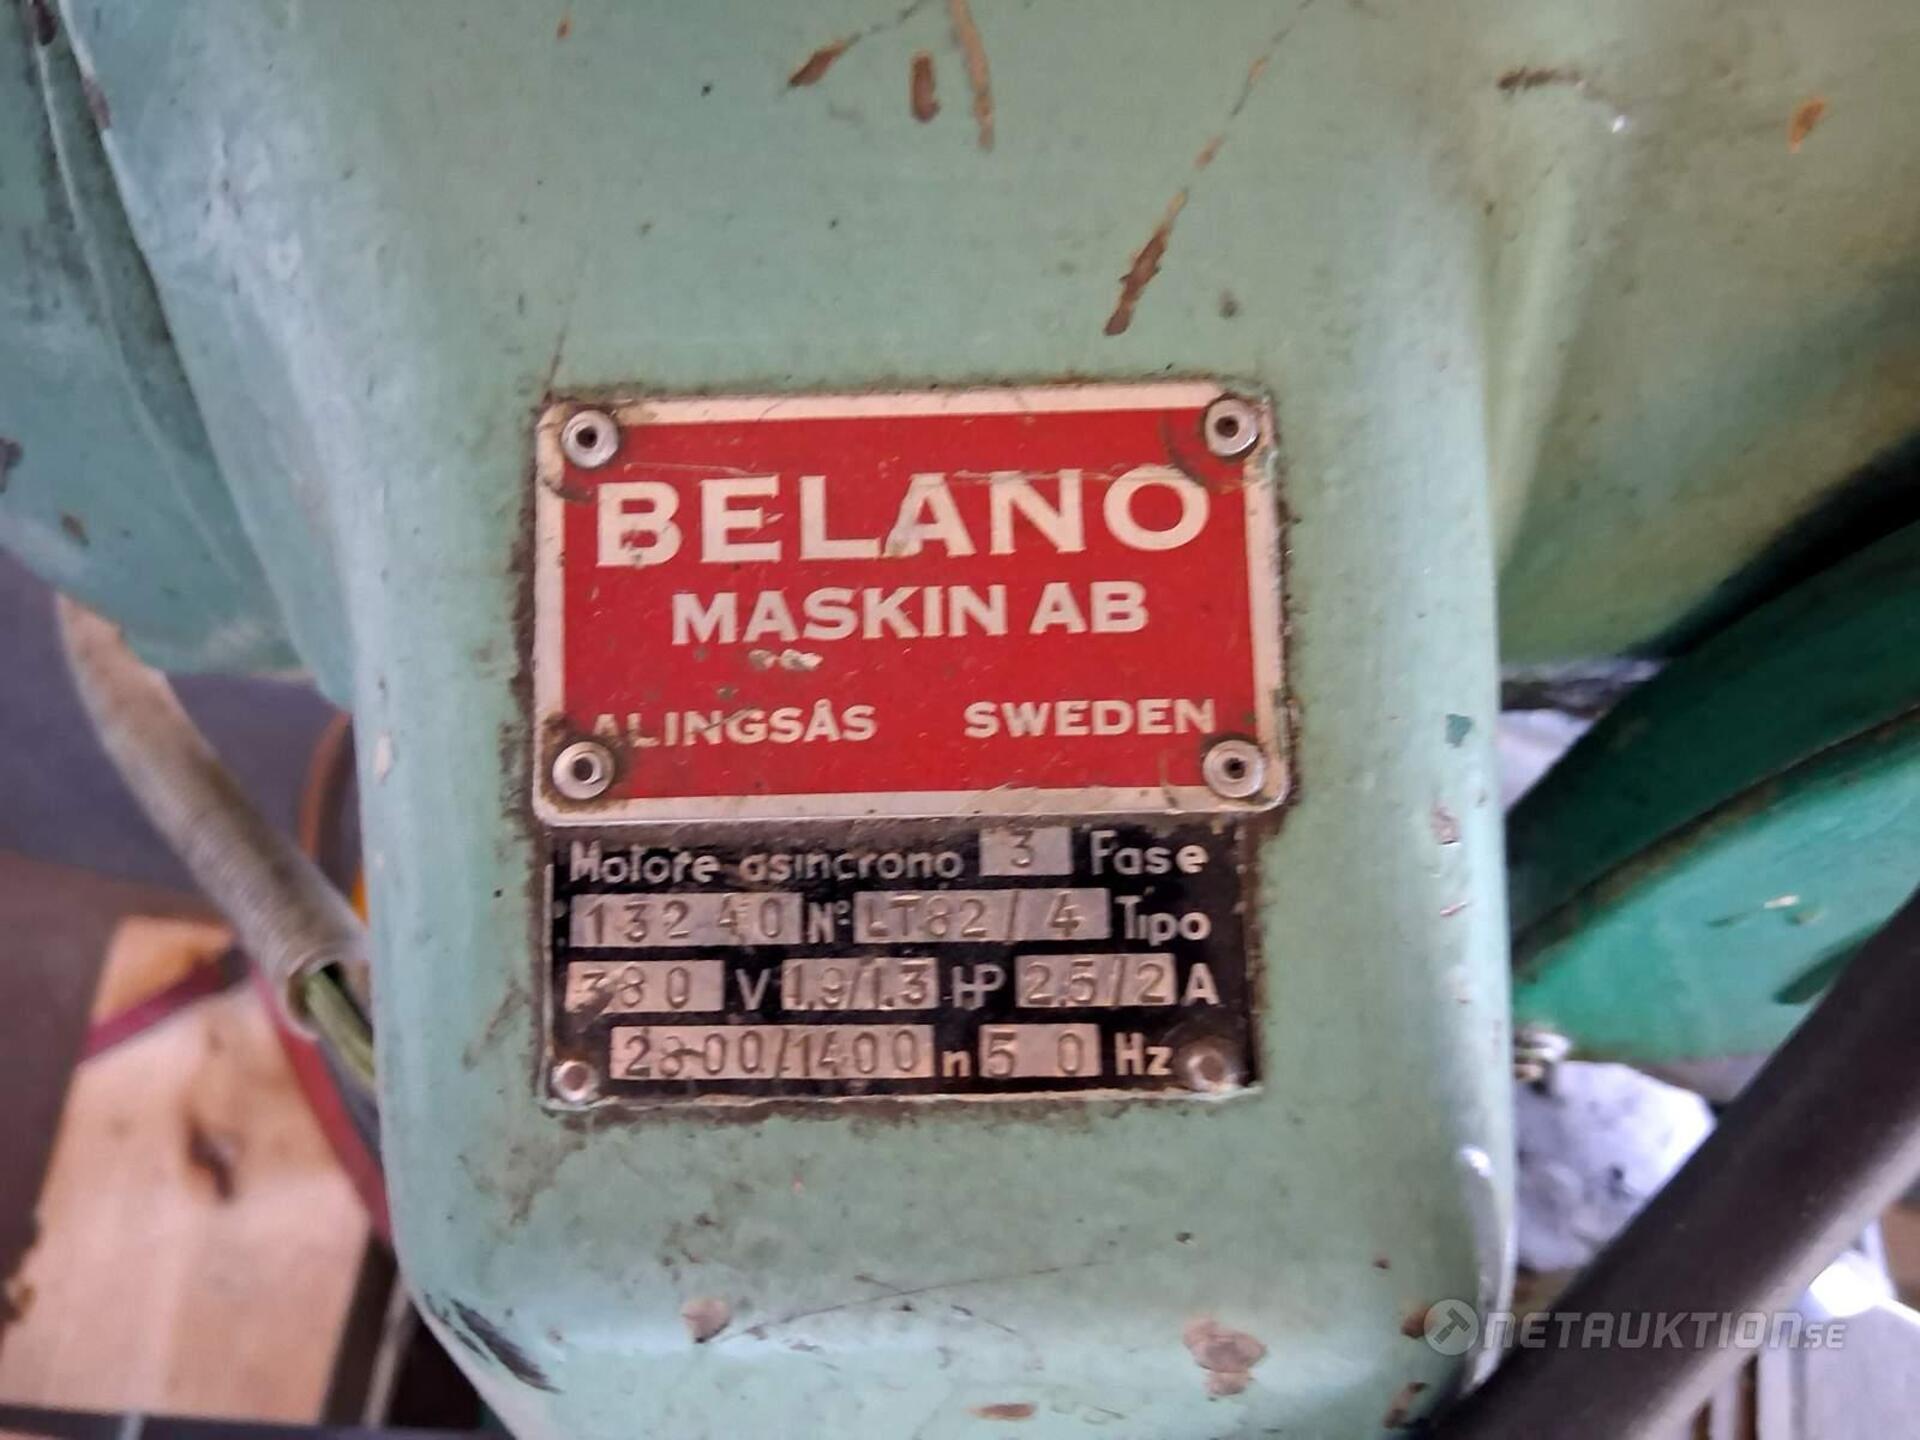 BELANO
MASKIN AB
ALINGSÅS SWEDEN
Motore asincrono 3 Fase
13240 N° LT82/4 Tipo
380 V 1.9/1.3 HP 2.5/2 A
2800/1400 n 50 Hz
NETAUKTION.SE